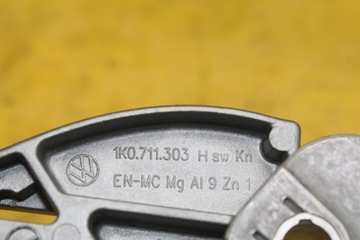 1K0.711.303 H sw Kn
EN-MC Mg Al 9 Zn 1